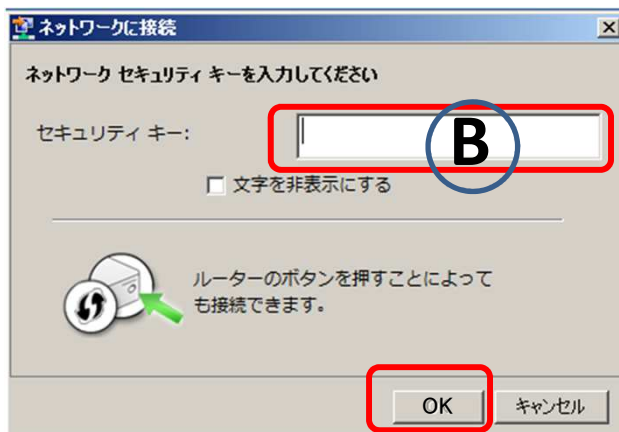 ネットワークに接続
ネットワーク セキュリティ キーを入力してください
セキュリティ キー:
B
文字を非表示にする
ルーターのボタンを押すことによって
も接続できます。
OK
キャンセル